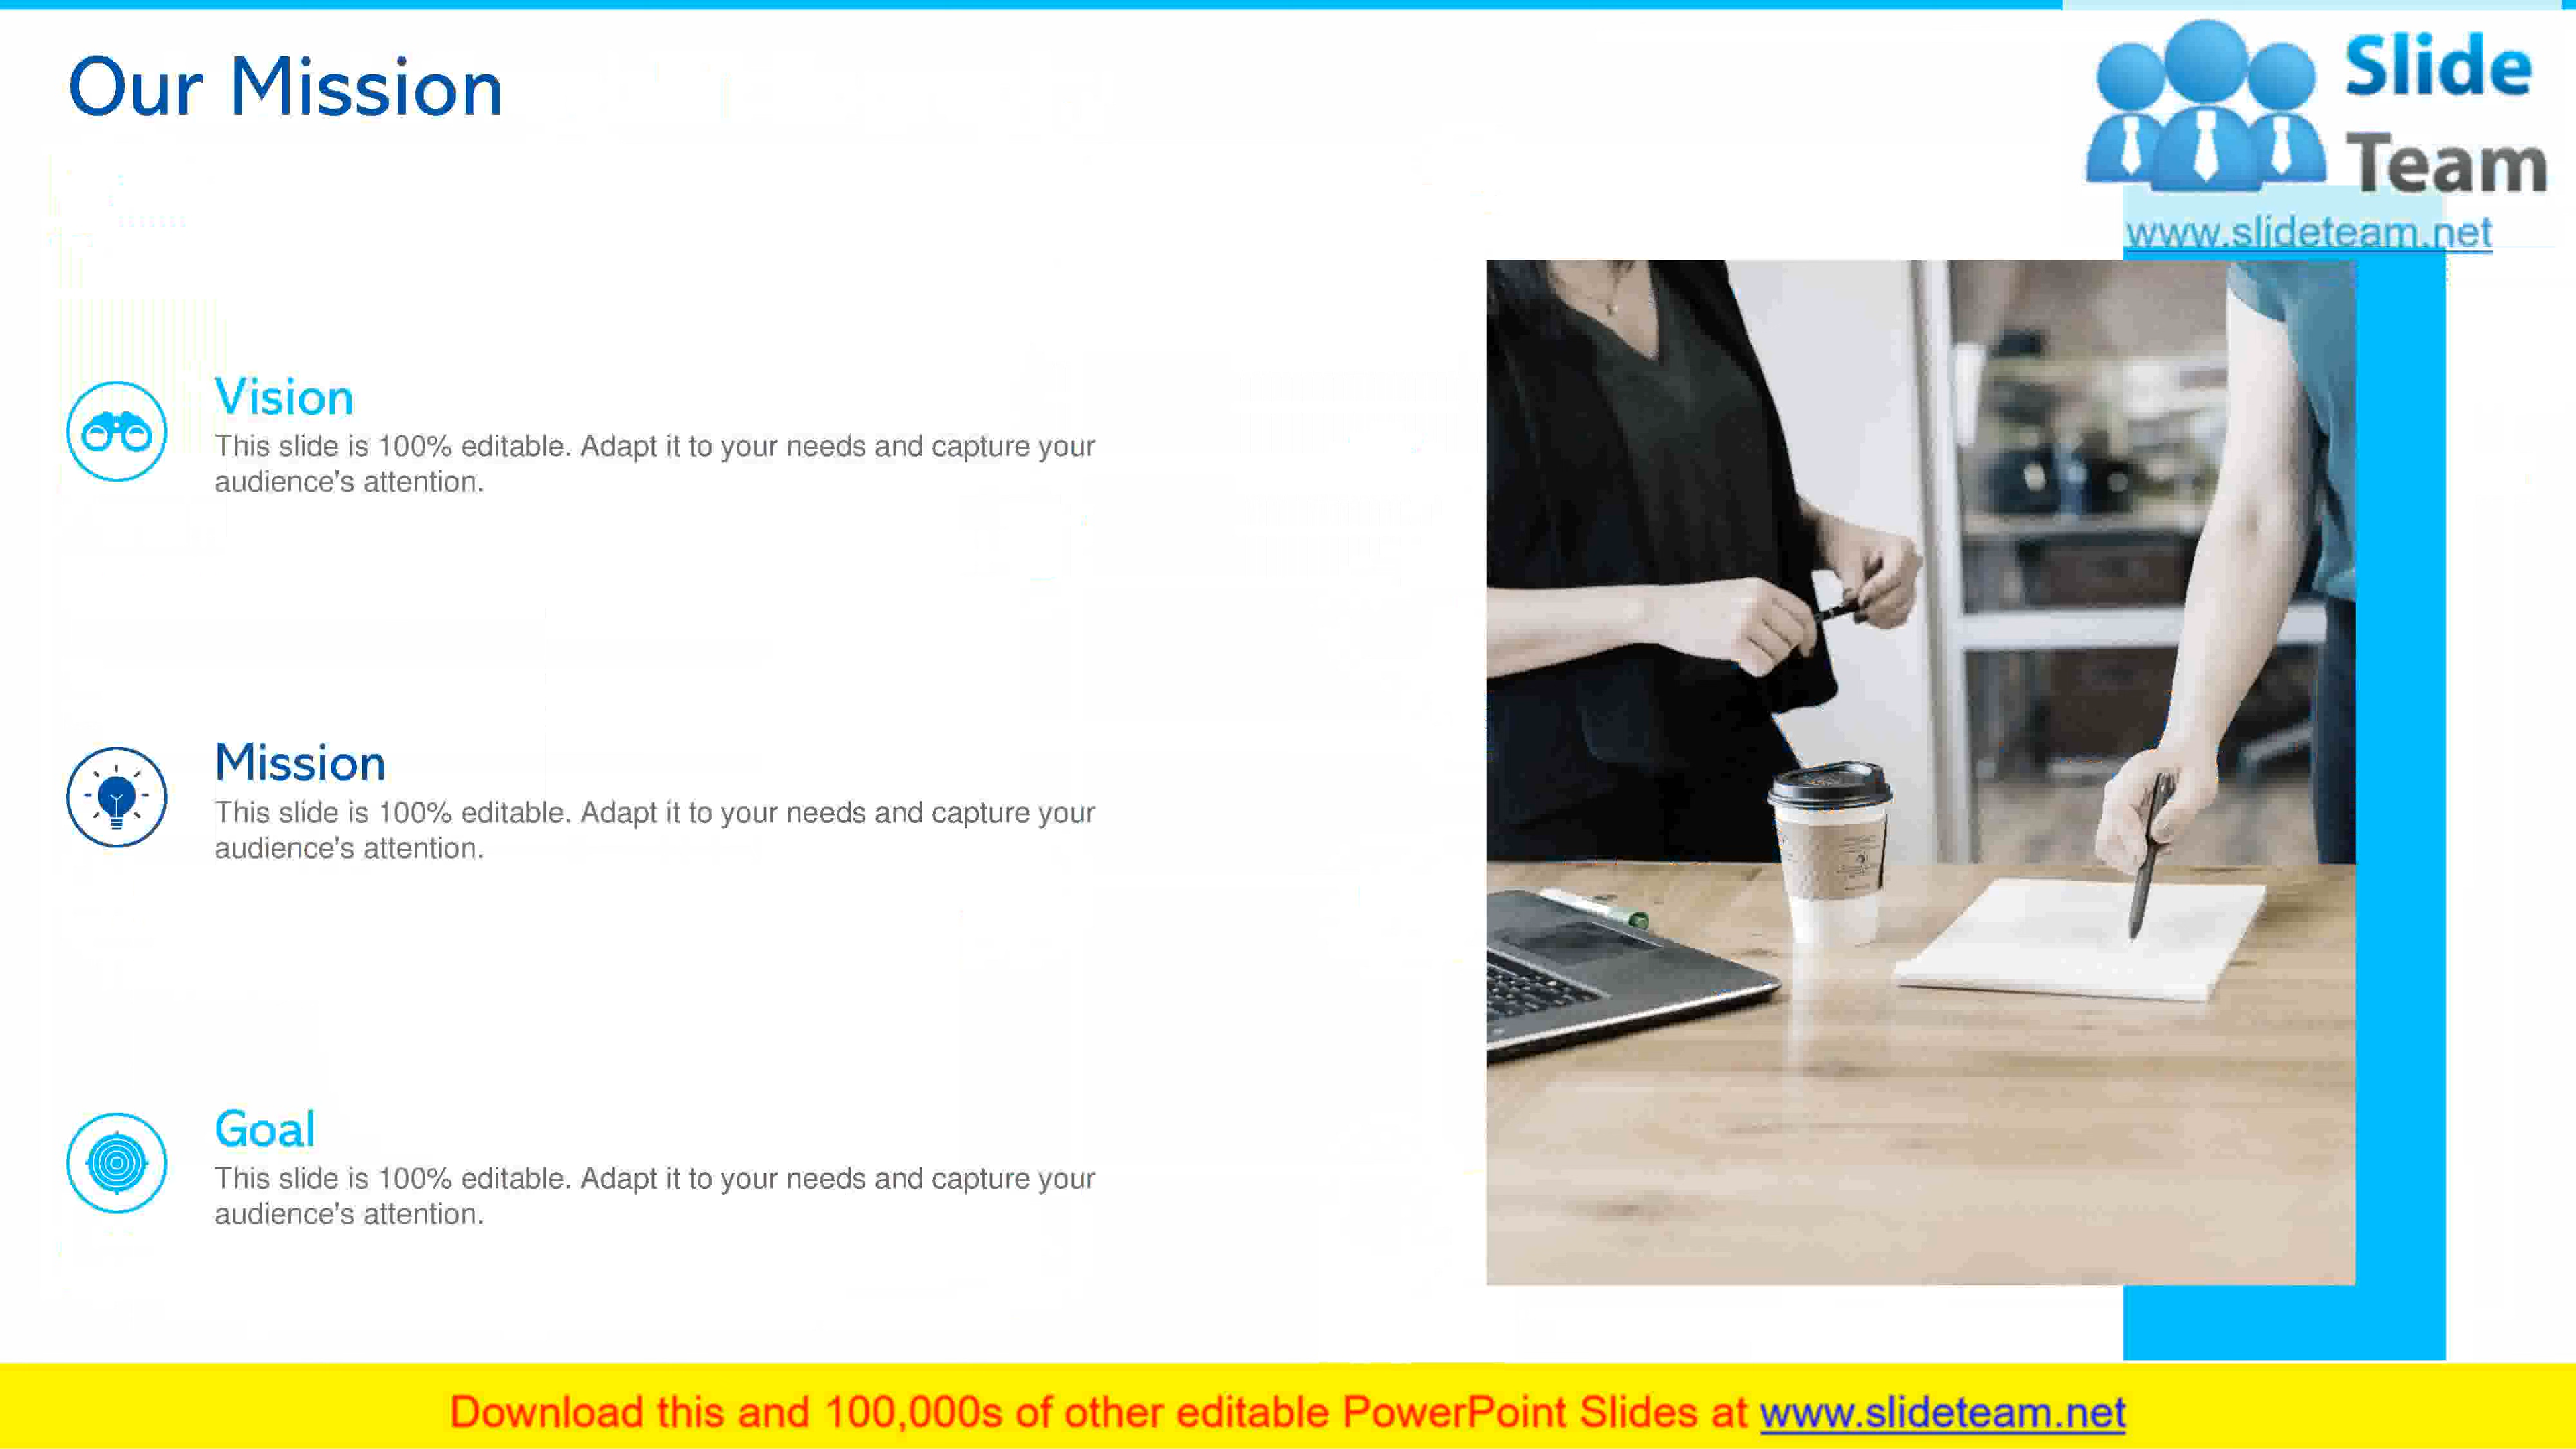 Our Mission
Slide
Team
www.slideteam.net
Vision
This slide is 100% editable. Adapt it to your needs and capture your
audience's attention.
Mission
This slide is 100% editable. Adapt it to your needs and capture your
audience's attention.
Goal
This slide is 100% editable. Adapt it to your needs and capture your
audience's attention.
Download this and 100,000s of other editable PowerPoint Slides at www.slideteam.net